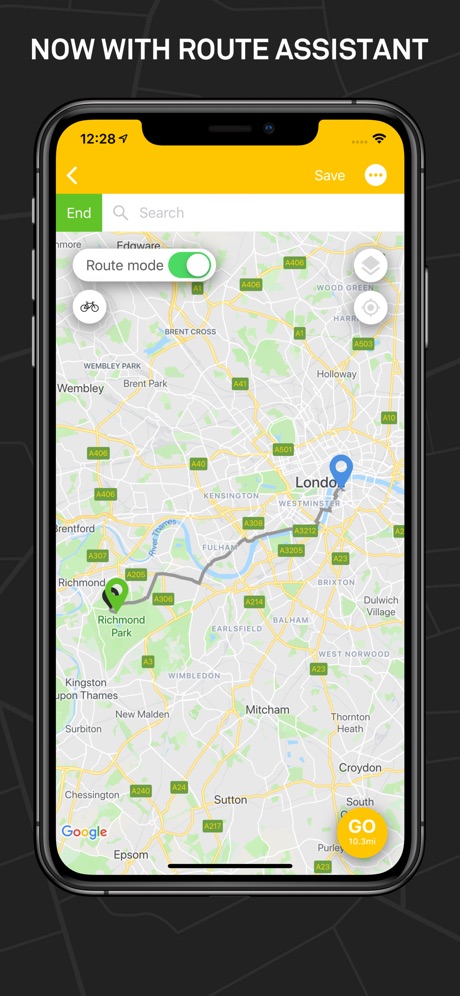 NOW WITH ROUTE ASSISTANT
12:28
Save
End
Search
Edgware
Route mode
A406
A1
A406
WOOD GREEN
A1
A503
BRENT CROSS
WEMBLEY PARK
Wembley
Brent Park
A41
Holloway
A10
A406
A501
A40
London
A406
KENSINGTON
WESTMINSTER
A308
A3212
Brentford
River Thames
FULHAM
A3205
A23
A307
Richmond
A205
BRIXTON
A306
A214
Dulwich
Village
Richmond
Park
EARLSFIELD
BALHAM
A3
WEST NORWOOD
A23
WIMBLEDON
Kingston
upon Thames
New Malden
Mitcham
Thornton
Heath
Surbiton
Croydon
Chessington
A240
A24
Sutton
South
A217
Google
GO
10.3mi
Epsom
Purley
A23